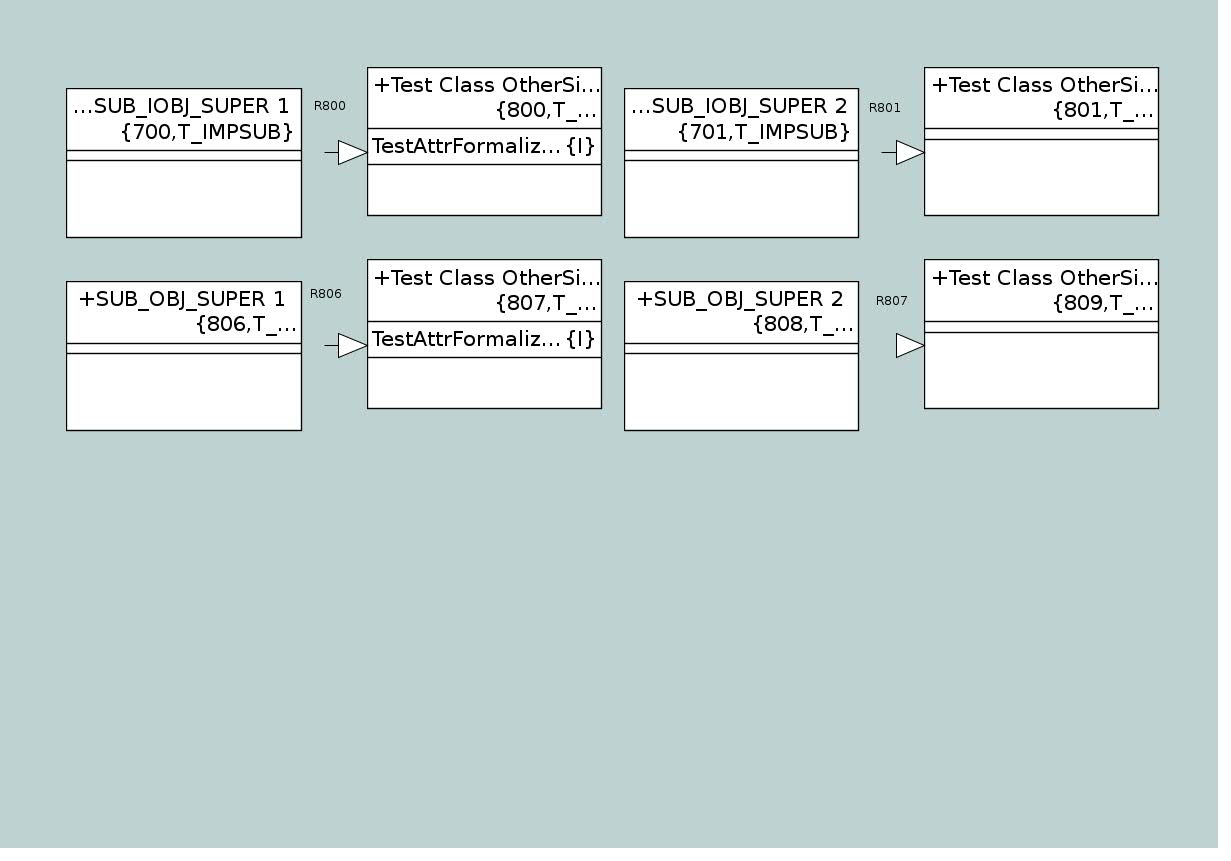 ...SUB_IOBJ_SUPER 1
{700,T_IMPSUB}
R800
+Test Class OtherSi...
{800,T_...
TestAttrFormaliz... {I}
...SUB_IOBJ_SUPER 2
{701,T_IMPSUB}
R801
+Test Class OtherSi...
{801,T_...
+SUB_OBJ_SUPER 1
{806,T_...
R806
+Test Class OtherSi...
{807,T_...
TestAttrFormaliz... {I}
+SUB_OBJ_SUPER 2
{808,T_...
R807
+Test Class OtherSi...
{809,T_...